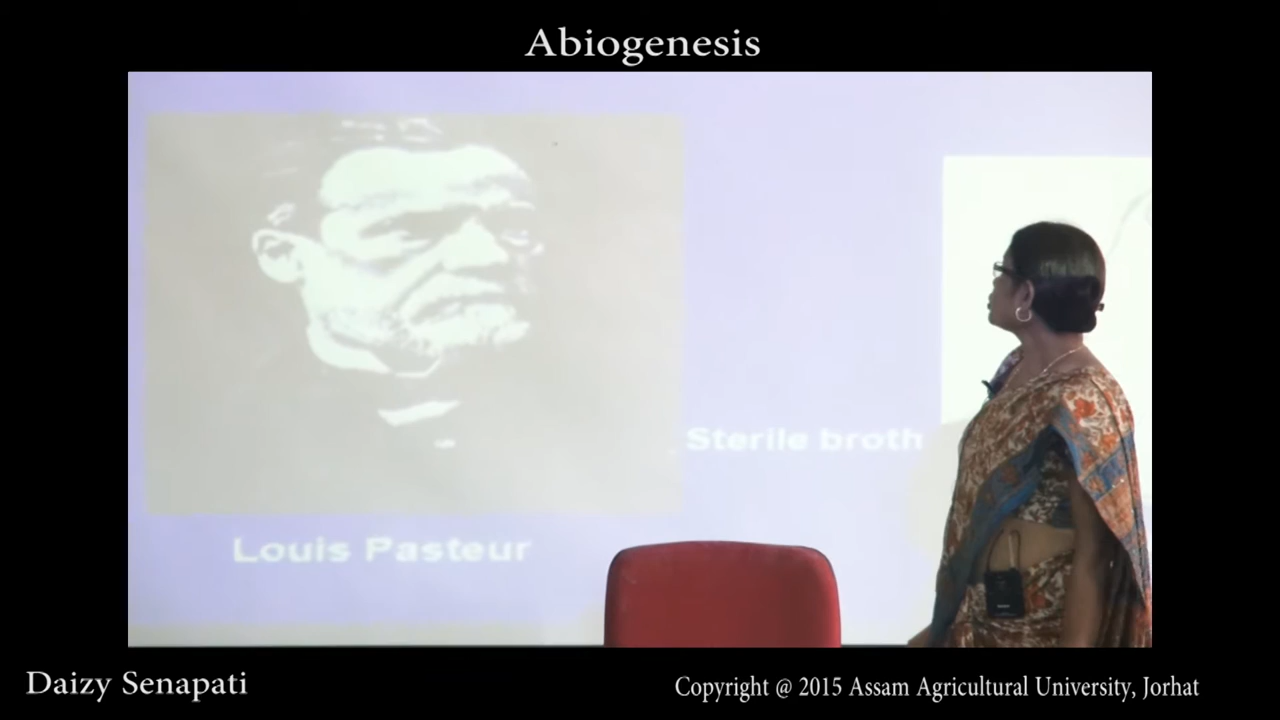 Abiogenesis
Sterile broth
Louis Pasteur
Daizy Senapati
Copyright @ 2015 Assam Agricultural University, Jorhat